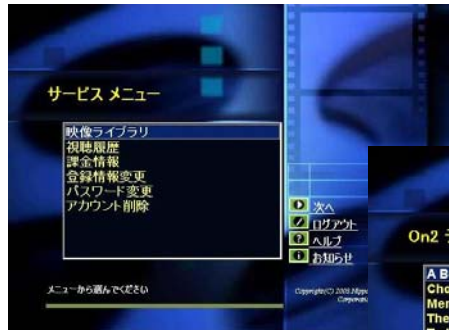 サービス メニュー
映像ライブラリ
視聴履歴
課金情報
登録情報変更
パスワード変更
アカウント削除
次へ
ログアウト
ヘルプ
お知らせ
メニューから選んでください
Copyright(C) 2003
On2
A B
Cho
Mer
The